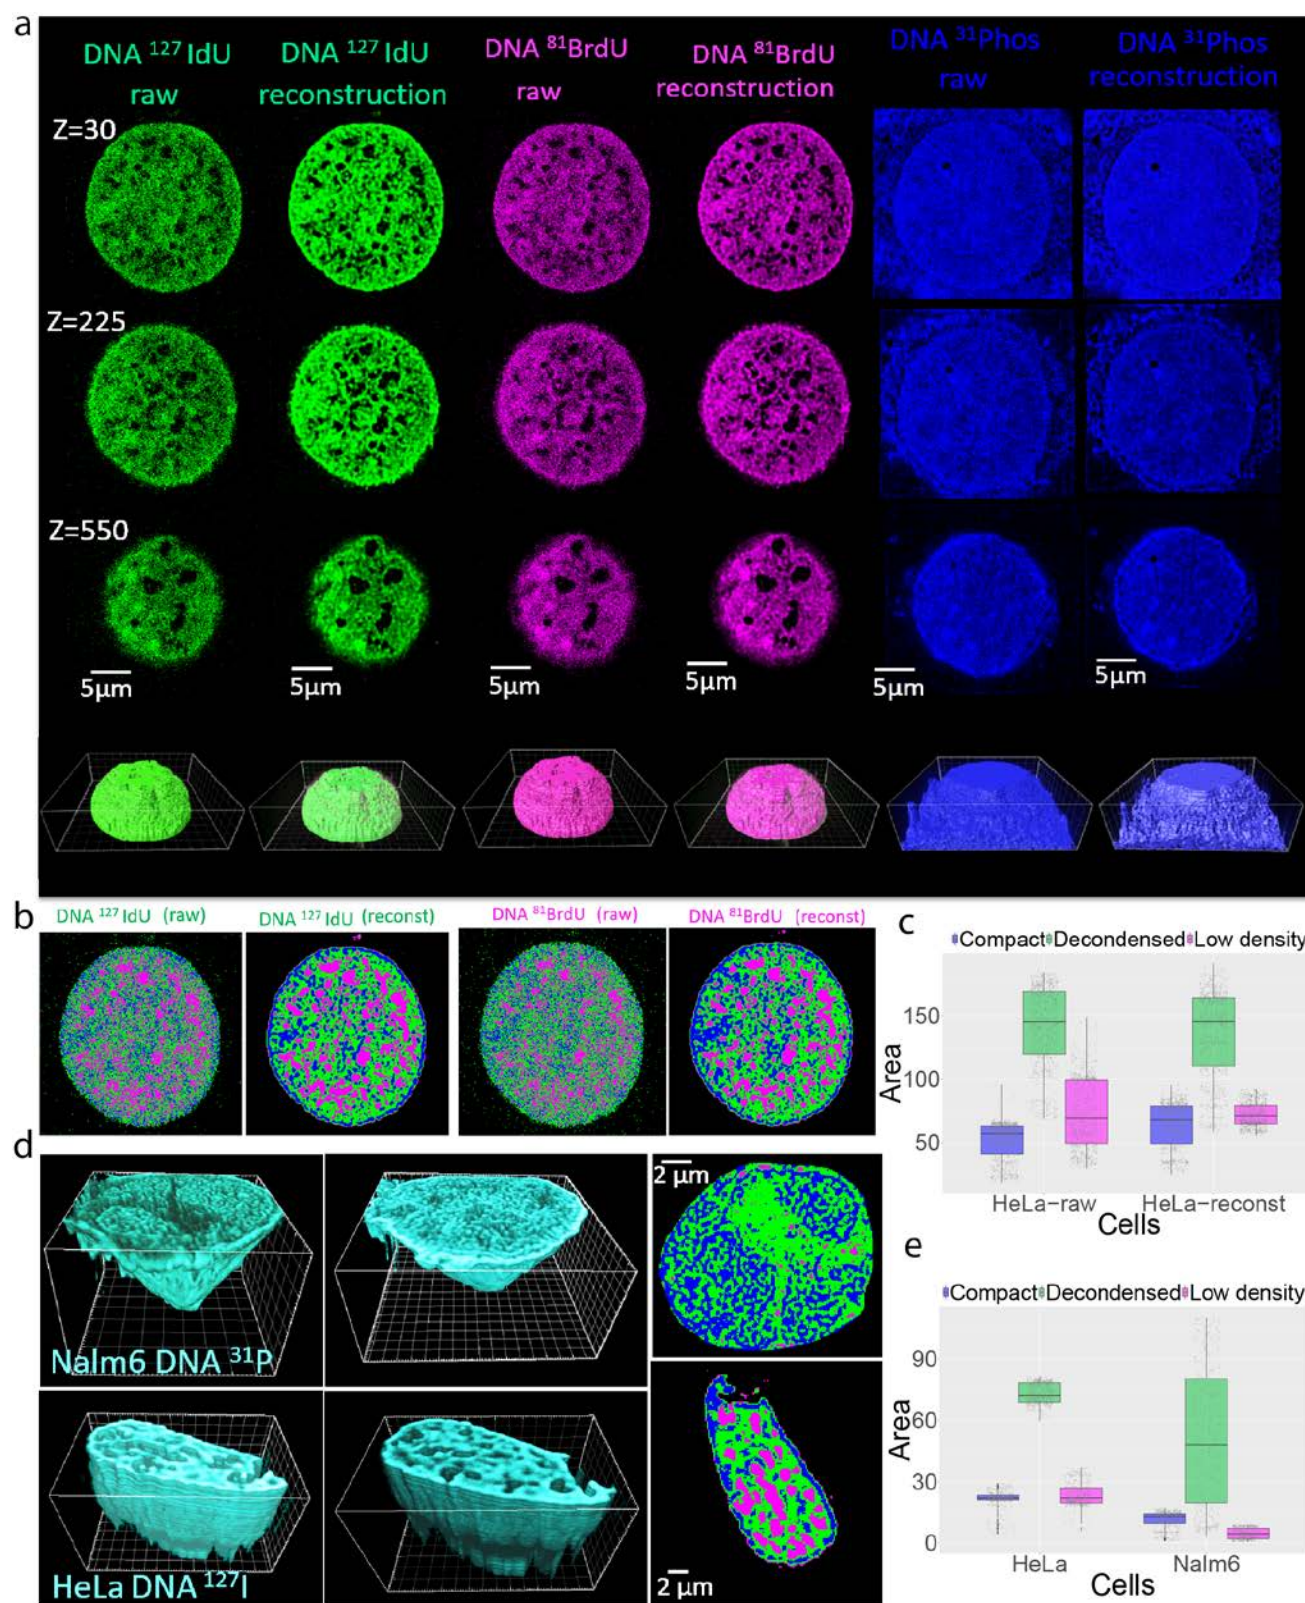 a
DNA ¹²⁷IdU raw
DNA ¹²⁷IdU reconstruction
DNA ⁸¹BrdU raw
DNA ⁸¹BrdU reconstruction
DNA ³¹Phos raw
DNA ³¹Phos reconstruction
Z=30
Z=225
Z=550
5μm 5μm 5μm 5μm 5μm 5μm
b
DNA ¹²⁷IdU (raw)
DNA ¹²⁷IdU (reconst)
DNA ⁸¹BrdU (raw)
DNA ⁸¹BrdU (reconst)
c
Compact Decondensed Low density
150
100
50
Area
HeLa-raw HeLa-reconst
Cells
d
Nalm6 DNA ³¹P
2 μm
HeLa DNA ¹²⁷I
2 μm
e
Compact Decondensed Low density
90
60
30
0
Area
HeLa Nalm6
Cells